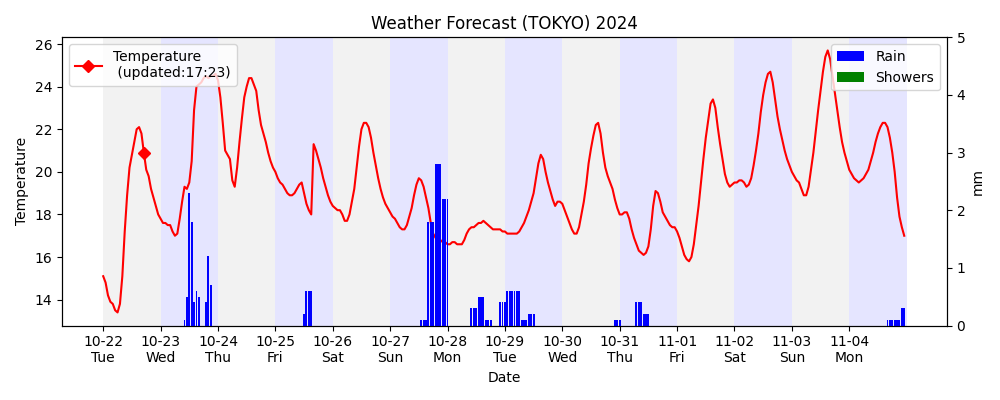 Weather Forecast (TOKYO) 2024
Temperature
(updated:17:23)
Rain
Showers
Temperature
26
24
22
20
18
16
14
5
4
3
2
1
0
mm
10-22 10-23 10-24 10-25 10-26 10-27 10-28 10-29 10-30 10-31 11-01 11-02 11-03 11-04
Tue Wed Thu Fri Sat Sun Mon Tue Wed Thu Fri Sat Sun Mon
Date